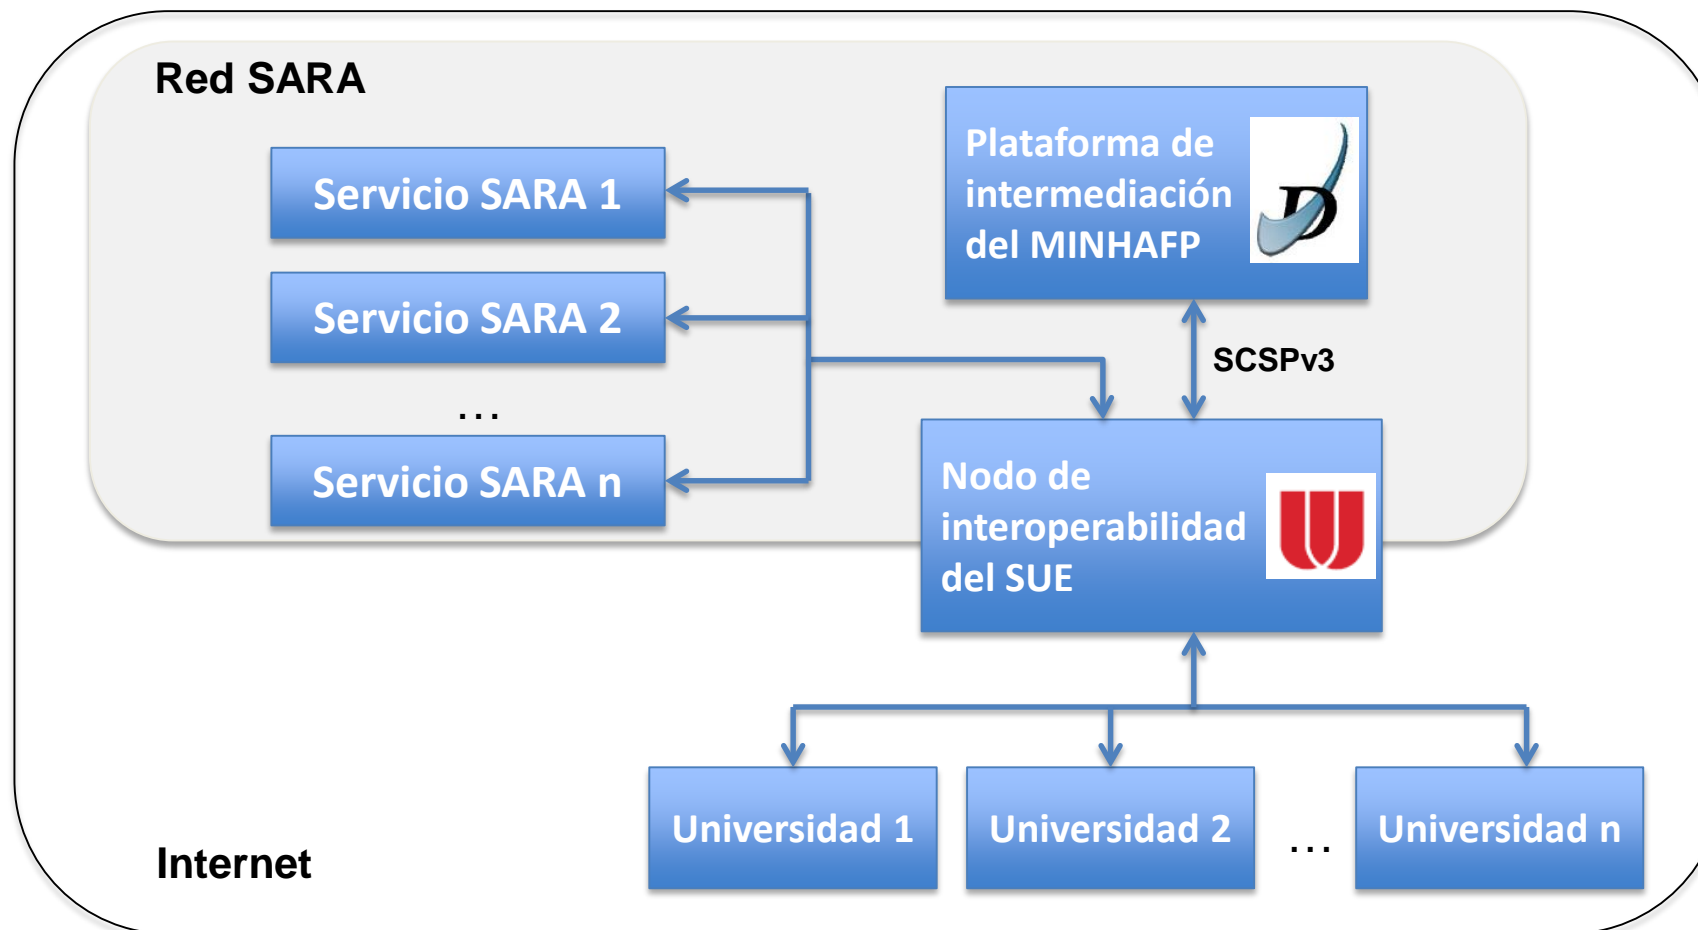 Red SARA
Servicio SARA 1
Servicio SARA 2
...
Servicio SARA n
Plataforma de
intermediación
del MINHAFP
D
SCSPv3
Nodo de
interoperabilidad
del SUE
Universidad 1
Universidad 2
...
Universidad n
Internet